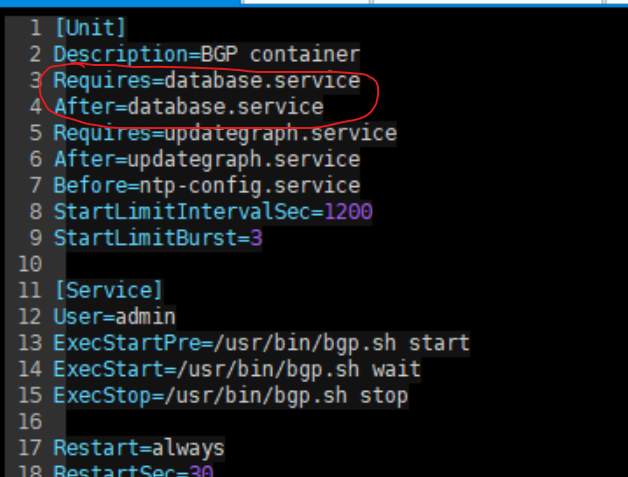 1 [Unit]
2 Description=BGP container
3 Requires=database.service
4 After=database.service
5 Requires=updategraph.service
6 After=updategraph.service
7 Before=ntp-config.service
8 StartLimitIntervalSec=1200
9 StartLimitBurst=3
10
11 [Service]
12 User=admin
13 ExecStartPre=/usr/bin/bgp.sh start
14 ExecStart=/usr/bin/bgp.sh wait
15 ExecStop=/usr/bin/bgp.sh stop
16
17 Restart=always
18 RestartSec=30